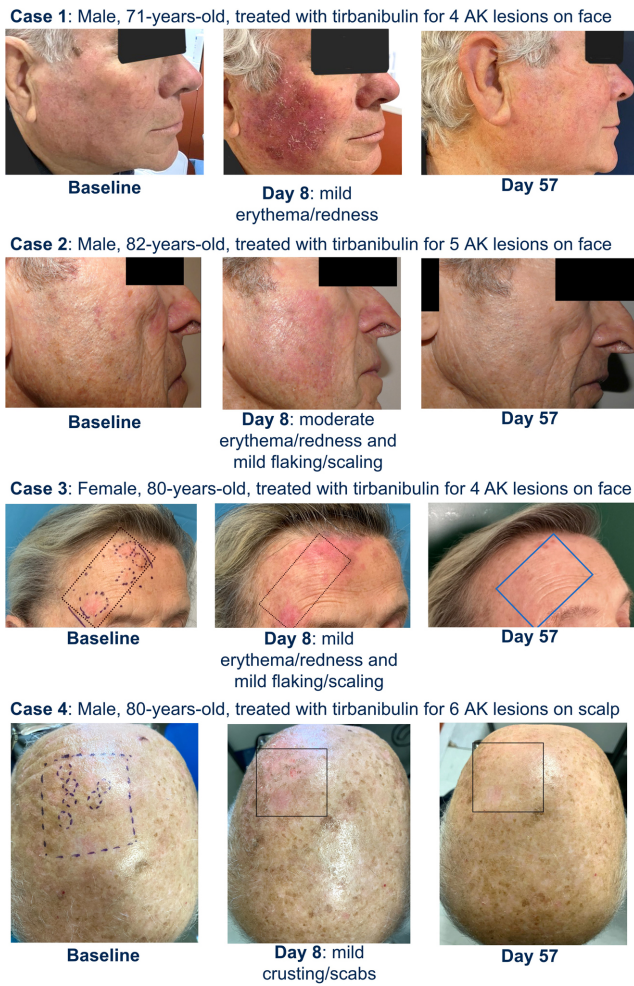 Case 1: Male, 71-years-old, treated with tirbanibulin for 4 AK lesions on face
Baseline
Day 8: mild
erythema/redness
Day 57
Case 2: Male, 82-years-old, treated with tirbanibulin for 5 AK lesions on face
Baseline
Day 8: moderate
erythema/redness and
mild flaking/scaling
Day 57
Case 3: Female, 80-years-old, treated with tirbanibulin for 4 AK lesions on face
Baseline
Day 8: mild
erythema/redness and
mild flaking/scaling
Day 57
Case 4: Male, 80-years-old, treated with tirbanibulin for 6 AK lesions on scalp
Baseline
Day 8: mild
crusting/scabs
Day 57